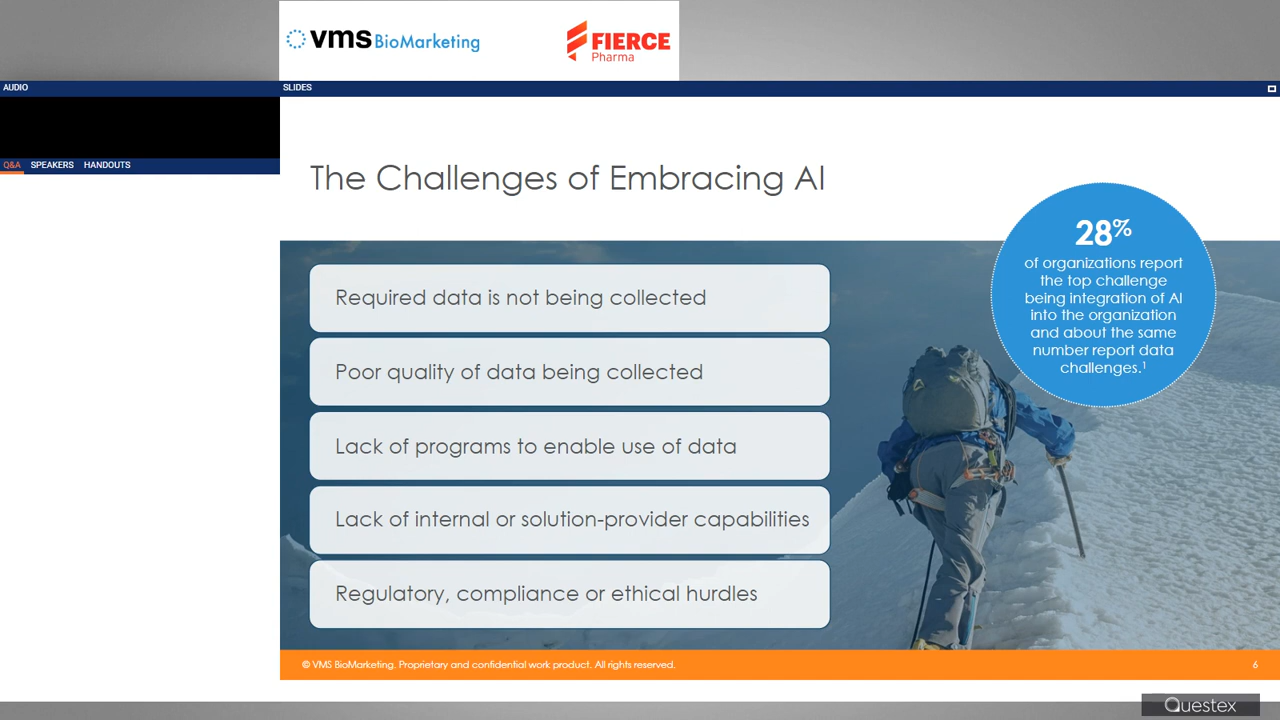 vms BioMarketing
FIERCE
Pharma
AUDIO
SLIDES
Q&A SPEAKERS HANDOUTS
The Challenges of Embracing AI
28%
of organizations report
the top challenge
being integration of AI
into the organization
and about the same
number report data
challenges.¹
Required data is not being collected
Poor quality of data being collected
Lack of programs to enable use of data
Lack of internal or solution-provider capabilities
Regulatory, compliance or ethical hurdles
© VMS BioMarketing. Proprietary and confidential work product. All rights reserved.
6
Questex